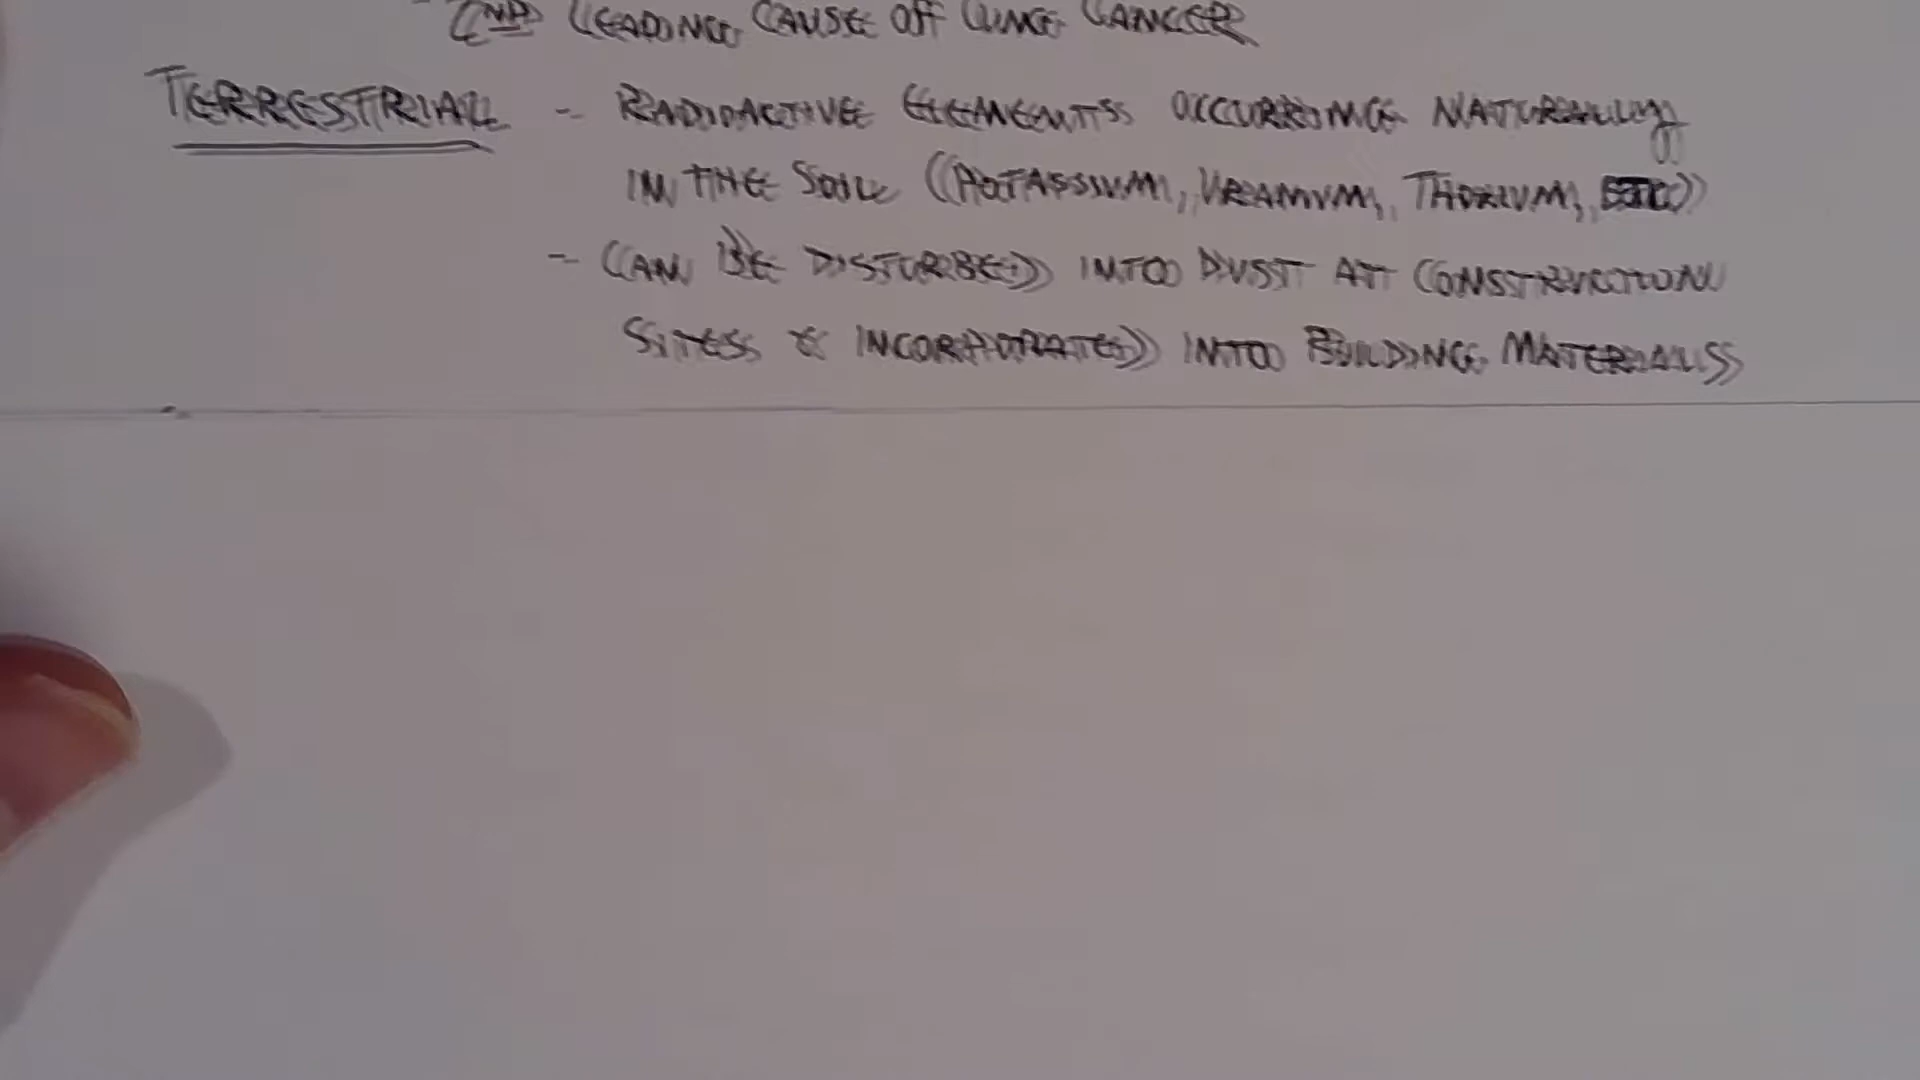 - 2ND LEADING CAUSE OF LUNG CANCER
TERRESTRIAL - RADIOACTIVE ELEMENTS OCCURRING NATURALLY
IN THE SOIL (POTASSIUM, URANIUM, THORIUM, ETC)
- CAN BE DISTURBED INTO DUST AT CONSTRUCTION
SITES & INCORPORATED INTO BUILDING MATERIALS